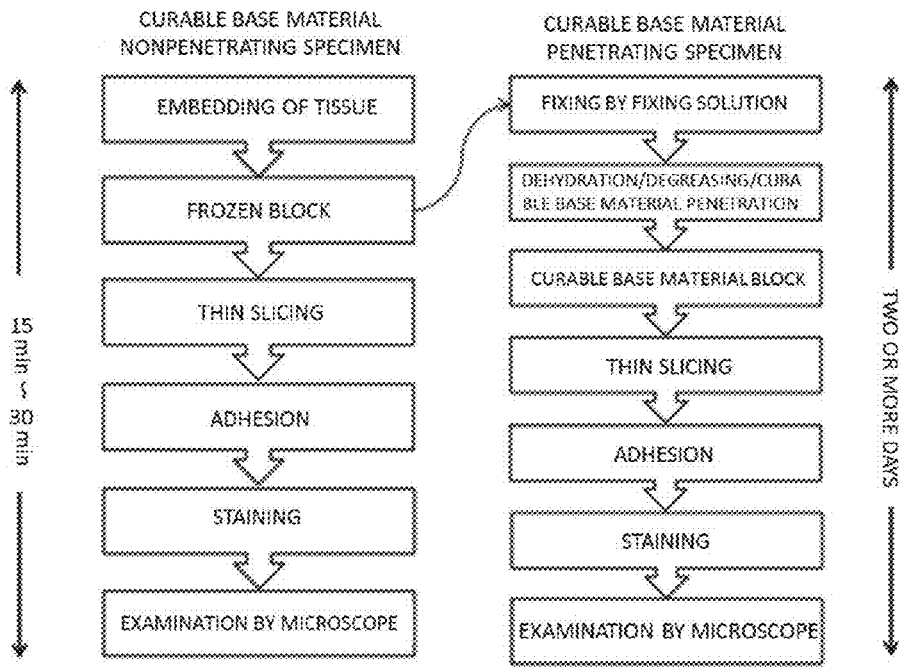 CURABLE BASE MATERIAL
NONPENETRATING SPECIMEN
EMBEDDING OF TISSUE
FROZEN BLOCK
THIN SLICING
ADHESION
STAINING
EXAMINATION BY MICROSCOPE
15 min ~ 30 min
CURABLE BASE MATERIAL
PENETRATING SPECIMEN
FIXING BY FIXING SOLUTION
DEHYDRATION/DEGREASING/CURA
BLE BASE MATERIAL PENETRATION
CURABLE BASE MATERIAL BLOCK
THIN SLICING
ADHESION
STAINING
EXAMINATION BY MICROSCOPE
TWO OR MORE DAYS